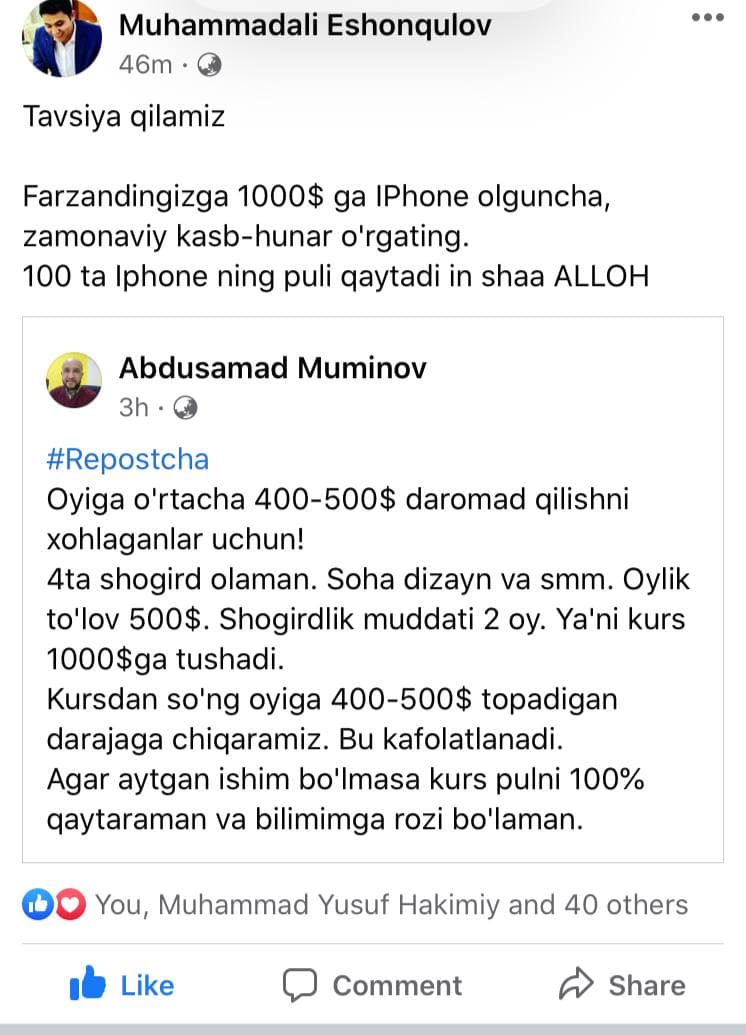 Muhammadali Eshonqulov
46m ·
Tavsiya qilamiz
Farzandingizga 1000$ ga IPhone olguncha,
zamonaviy kasb-hunar o'rgating.
100 ta Iphone ning puli qaytadi in shaa ALLOH
Abdusamad Muminov
3h ·
#Repostcha
Oyiga o'rtacha 400-500$ daromad qilishni
xohlaganlar uchun!
4ta shogird olaman. Soha dizayn va smm. Oylik
to'lov 500$. Shogirdlik muddati 2 oy. Ya'ni kurs
1000$ga tushadi.
Kursdan so'ng oyiga 400-500$ topadigan
darajaga chiqaramiz. Bu kafolatlanadi.
Agar aytgan ishim bo'lmasa kurs pulni 100%
qaytaraman va bilimimga rozi bo'laman.
You, Muhammad Yusuf Hakimiy and 40 others
Like Comment Share